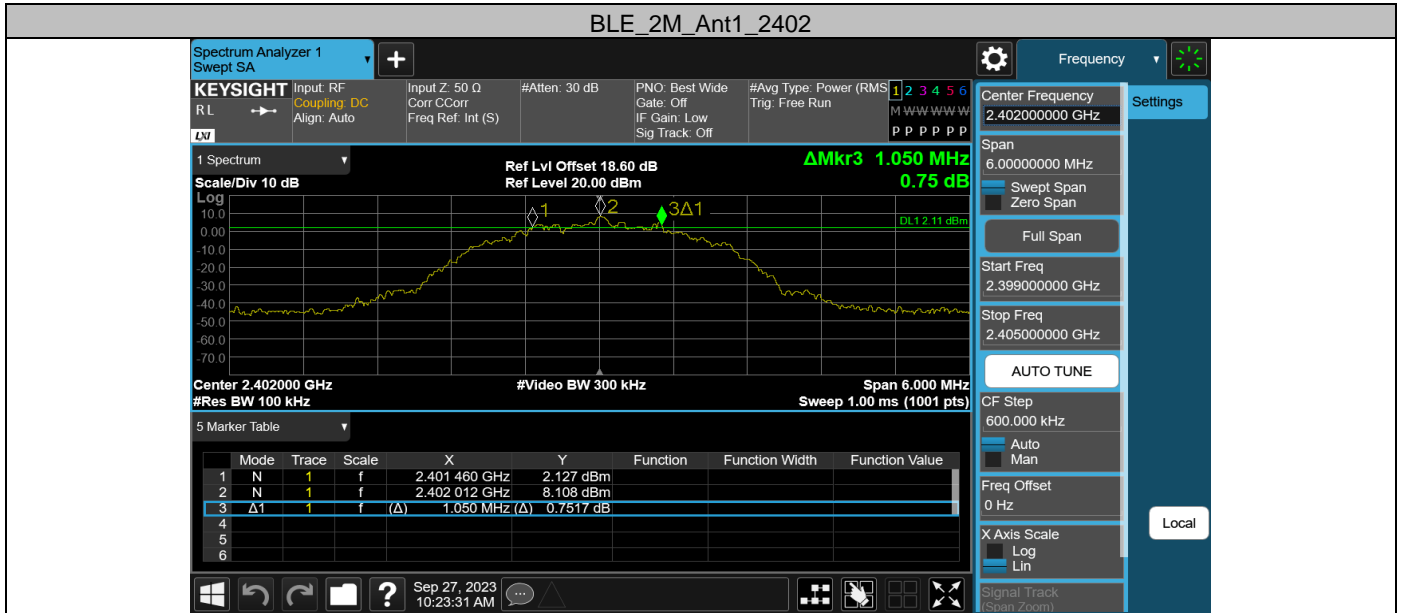 BLE_2M_Ant1_2402
Spectrum Analyzer 1
Swept SA
+
Frequency
KEYSIGHT
RL
LXI
Input: RF
Coupling: DC
Align: Auto
Input Z: 50 Ω
Corr CCorr
Freq Ref: Int (S)
#Atten: 30 dB
PNO: Best Wide
Gate: Off
IF Gain: Low
Sig Track: Off
#Avg Type: Power (RMS
Trig: Free Run
1 2 3 4 5 6
M W W W W W
P P P P P P
1 Spectrum
Scale/Div 10 dB
Ref Lvl Offset 18.60 dB
Ref Level 20.00 dBm
ΔMkr3 1.050 MHz
0.75 dB
Log
10.0
0.00
-10.0
-20.0
-30.0
-40.0
-50.0
-60.0
-70.0
1
2
3Δ1
DL1 2.11 dBm
Center 2.402000 GHz
#Video BW 300 kHz
Span 6.000 MHz
#Res BW 100 kHz
Sweep 1.00 ms (1001 pts)
5 Marker Table
Mode Trace Scale X Y Function Function Width Function Value
1 N 1 f 2.401 460 GHz 2.127 dBm
2 N 1 f 2.402 012 GHz 8.108 dBm
3 Δ1 1 f (Δ) 1.050 MHz (Δ) 0.7517 dB
4
5
6
Center Frequency
2.402000000 GHz
Settings
Span
6.00000000 MHz
Swept Span
Zero Span
Full Span
Start Freq
2.399000000 GHz
Stop Freq
2.405000000 GHz
AUTO TUNE
CF Step
600.000 kHz
Auto
Man
Freq Offset
0 Hz
X Axis Scale
Log
Lin
Signal Track
(Span Zoom)
Local
?
Sep 27, 2023
10:23:31 AM